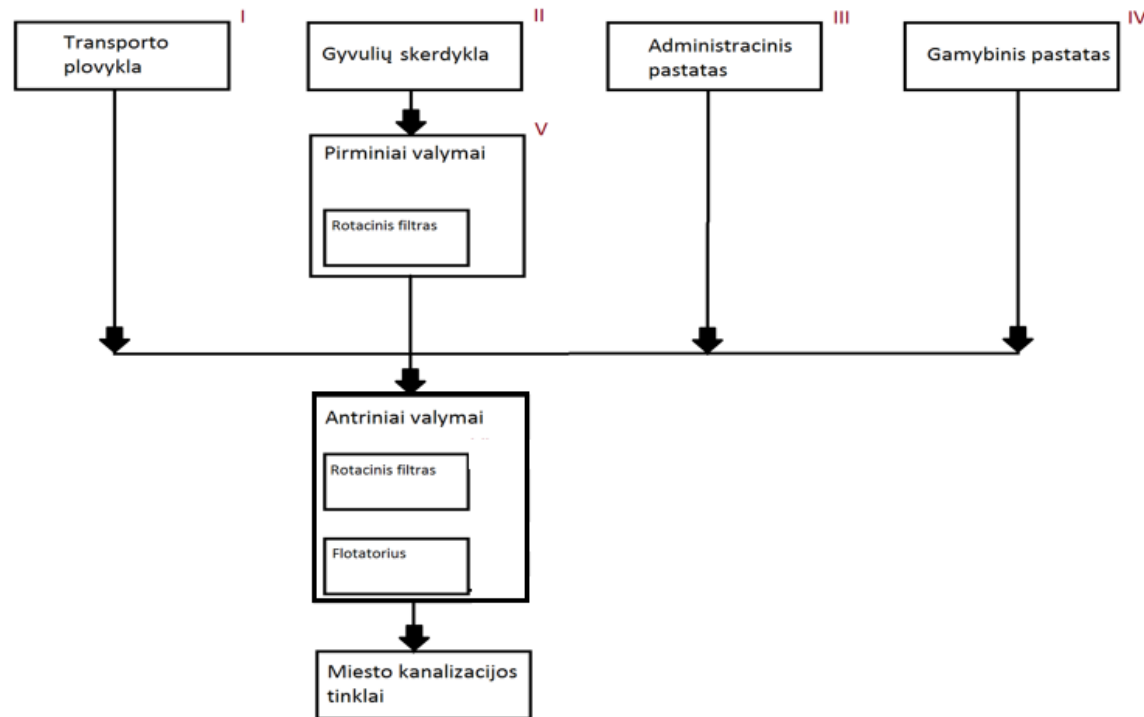 I
Transporto
plovykla
II
Gyvulių skerdykla
III
Administracinis
pastatas
IV
Gamybinis pastatas
V
Pirminiai valymai
Rotacinis filtras
Antriniai valymai
Rotacinis filtras
Flotatorius
Miesto kanalizacijos
tinklai